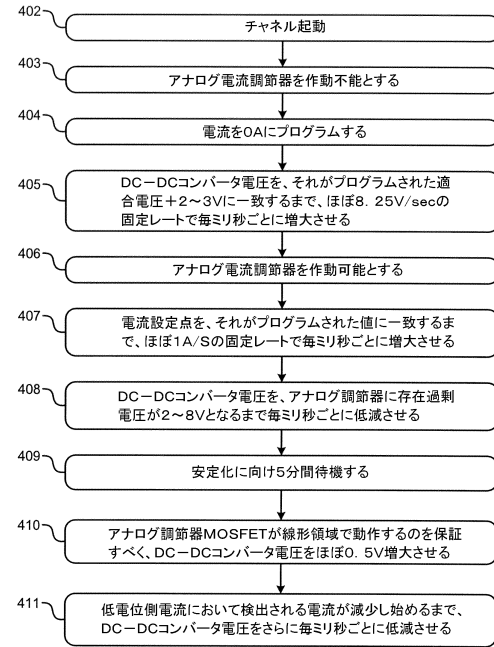 402
チャネル起動
403
アナログ電流調節器を作動不能とする
404
電流を0Aにプログラムする
405
DC－DCコンバータ電圧を、それがプログラムされた適
合電圧＋2～3Vに一致するまで、ほぼ8．25V/secの
固定レートで毎ミリ秒ごとに増大させる
406
アナログ電流調節器を作動可能とする
407
電流設定点を、それがプログラムされた値に一致するま
で、ほぼ1A/Sの固定レートで毎ミリ秒ごとに増大させる
408
DC－DCコンバータ電圧を、アナログ調節器に存在過剰
電圧が2～8Vとなるまで毎ミリ秒ごとに低減させる
409
安定化に向け5分間待機する
410
アナログ調節器MOSFETが線形領域で動作するのを保証
すべく、DC－DCコンバータ電圧をほぼ0．5V増大させる
411
低電位側電流において検出される電流が減少し始めるまで、
DC－DCコンバータ電圧をさらに毎ミリ秒ごとに低減させる